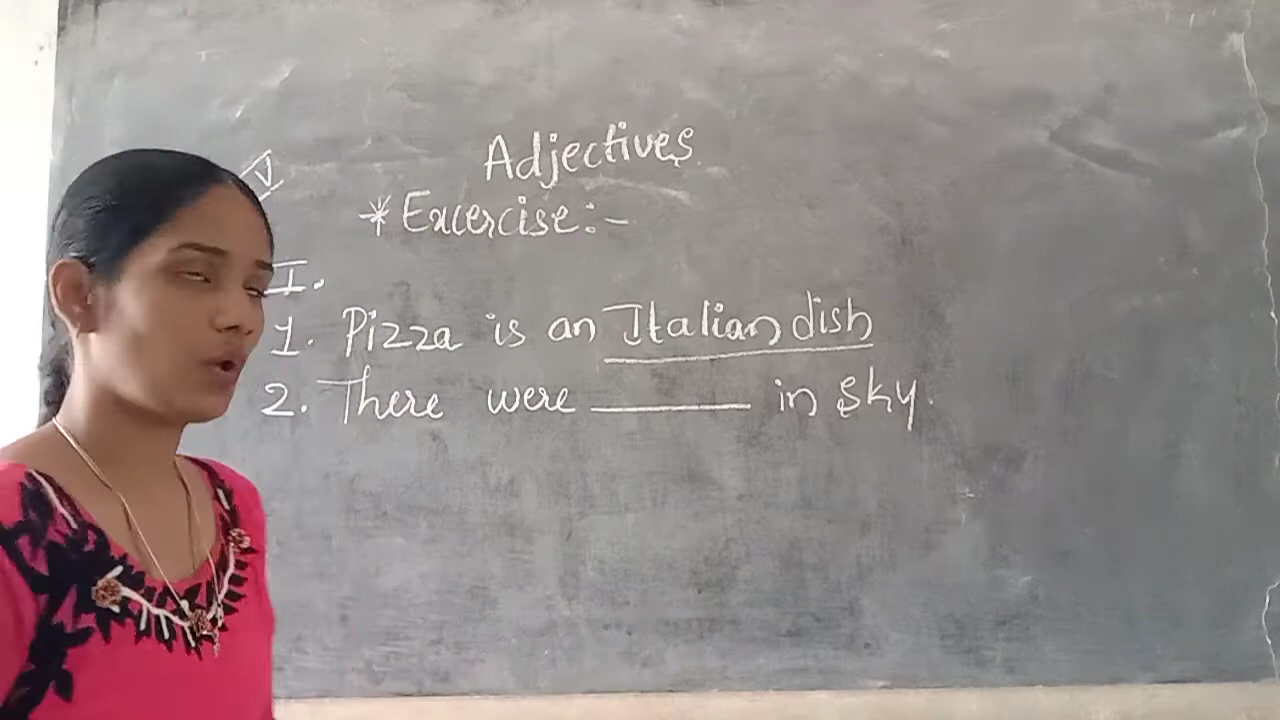 Adjectives
* Excercise:-
I.
1. Pizza is an Italian dish
2. There were ______ in sky.